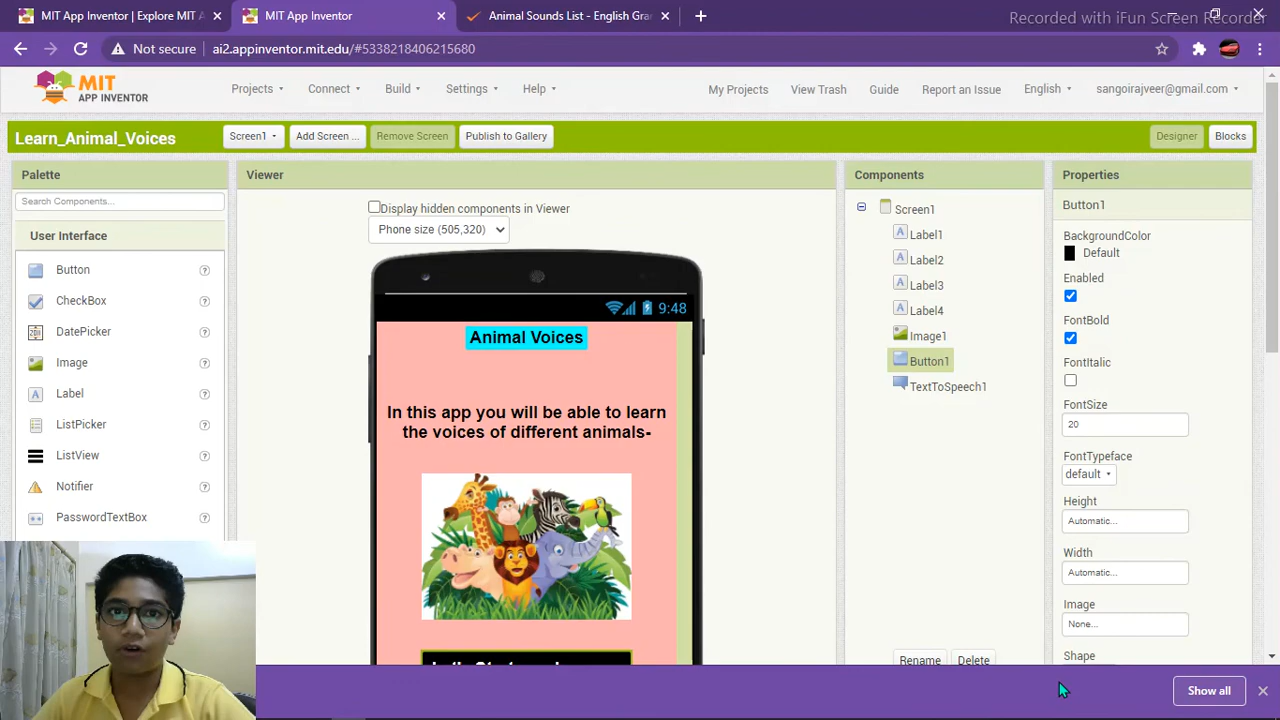 MIT App Inventor | Explore MIT A
MIT App Inventor
Animal Sounds List - English Gra
Recorded with iFun Screen Recorder
Not secure
ai2.appinventor.mit.edu/#5338218406215680
MIT
APP INVENTOR
Projects
Connect
Build
Settings
Help
My Projects
View Trash
Guide
Report an Issue
English
sangoirajveer@gmail.com
Learn_Animal_Voices
Screen1
Add Screen ...
Remove Screen
Publish to Gallery
Designer
Blocks
Palette
Search Components...
User Interface
Button
CheckBox
DatePicker
Image
Label
ListPicker
ListView
Notifier
PasswordTextBox
Viewer
Display hidden components in Viewer
Phone size (505,320)
9:48
Animal Voices
In this app you will be able to learn
the voices of different animals-
Components
Screen1
Label1
Label2
Label3
Label4
Image1
Button1
TextToSpeech1
Rename
Delete
Properties
Button1
BackgroundColor
Default
Enabled
FontBold
FontItalic
FontSize
20
FontTypeface
default
Height
Automatic...
Width
Automatic...
Image
None...
Shape
Show all